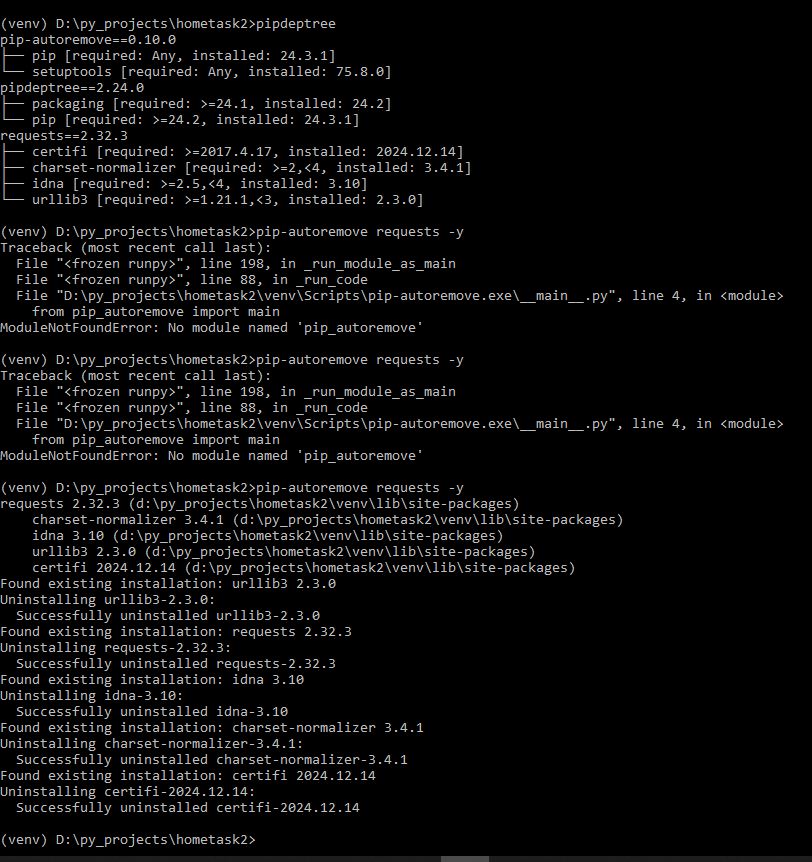 (venv) D:\py_projects\hometask2>pipdeptree
pip-autoremove==0.10.0
├── pip [required: Any, installed: 24.3.1]
└── setuptools [required: Any, installed: 75.8.0]
pipdeptree==2.24.0
├── packaging [required: >=24.1, installed: 24.2]
└── pip [required: >=24.2, installed: 24.3.1]
requests==2.32.3
├── certifi [required: >=2017.4.17, installed: 2024.12.14]
├── charset-normalizer [required: >=2,<4, installed: 3.4.1]
├── idna [required: >=2.5,<4, installed: 3.10]
└── urllib3 [required: >=1.21.1,<3, installed: 2.3.0]

(venv) D:\py_projects\hometask2>pip-autoremove requests -y
Traceback (most recent call last):
  File "<frozen runpy>", line 198, in _run_module_as_main
  File "<frozen runpy>", line 88, in _run_code
  File "D:\py_projects\hometask2\venv\Scripts\pip-autoremove.exe\__main__.py", line 4, in <module>
    from pip_autoremove import main
ModuleNotFoundError: No module named 'pip_autoremove'

(venv) D:\py_projects\hometask2>pip-autoremove requests -y
Traceback (most recent call last):
  File "<frozen runpy>", line 198, in _run_module_as_main
  File "<frozen runpy>", line 88, in _run_code
  File "D:\py_projects\hometask2\venv\Scripts\pip-autoremove.exe\__main__.py", line 4, in <module>
    from pip_autoremove import main
ModuleNotFoundError: No module named 'pip_autoremove'

(venv) D:\py_projects\hometask2>pip-autoremove requests -y
requests 2.32.3 (d:\py_projects\hometask2\venv\lib\site-packages)
    charset-normalizer 3.4.1 (d:\py_projects\hometask2\venv\lib\site-packages)
    idna 3.10 (d:\py_projects\hometask2\venv\lib\site-packages)
    urllib3 2.3.0 (d:\py_projects\hometask2\venv\lib\site-packages)
    certifi 2024.12.14 (d:\py_projects\hometask2\venv\lib\site-packages)
Found existing installation: urllib3 2.3.0
Uninstalling urllib3-2.3.0:
  Successfully uninstalled urllib3-2.3.0
Found existing installation: requests 2.32.3
Uninstalling requests-2.32.3:
  Successfully uninstalled requests-2.32.3
Found existing installation: idna 3.10
Uninstalling idna-3.10:
  Successfully uninstalled idna-3.10
Found existing installation: charset-normalizer 3.4.1
Uninstalling charset-normalizer-3.4.1:
  Successfully uninstalled charset-normalizer-3.4.1
Found existing installation: certifi 2024.12.14
Uninstalling certifi-2024.12.14:
  Successfully uninstalled certifi-2024.12.14

(venv) D:\py_projects\hometask2>